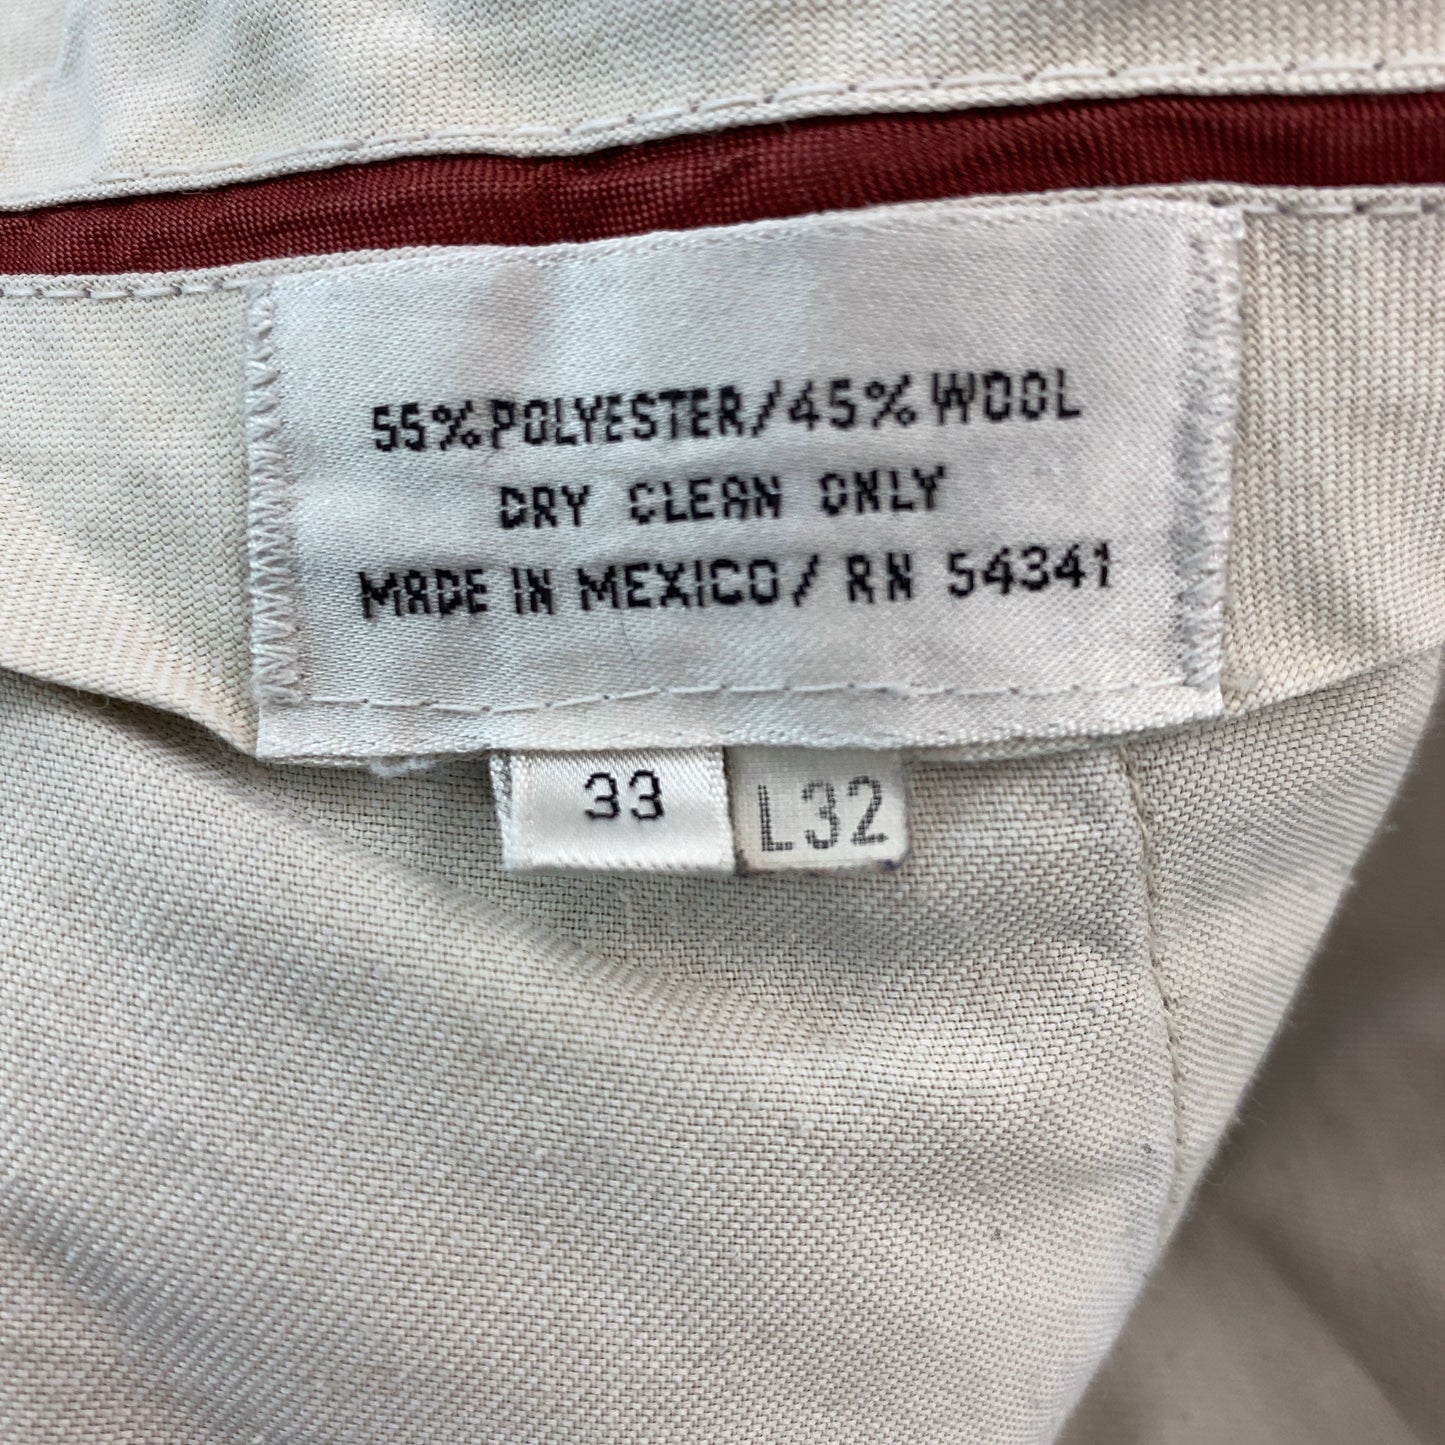 55% POLYESTER/45% WOOL
DRY CLEAN ONLY
MADE IN MEXICO/ RN 54341
33 L32